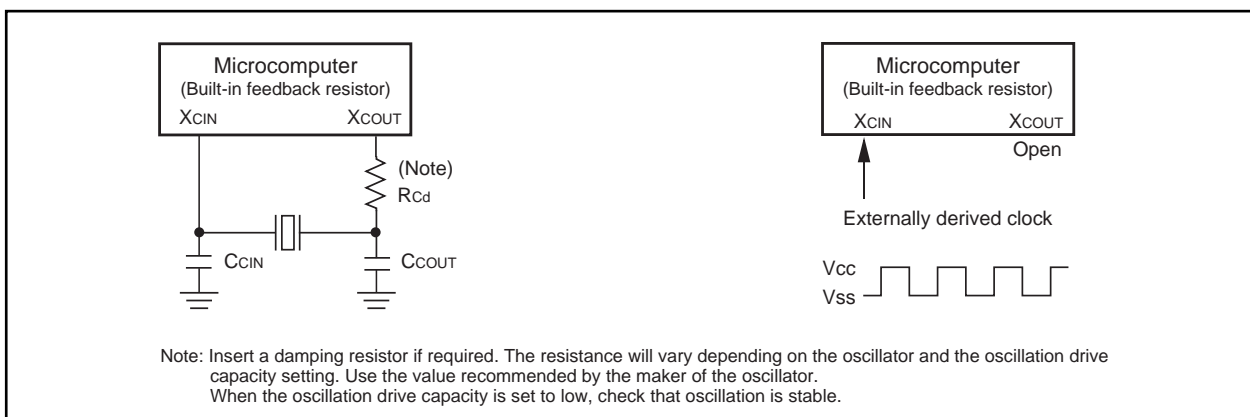 Microcomputer
(Built-in feedback resistor)
XCIN XCOUT
(Note)
RCd
CCIN CCOUT
Microcomputer
(Built-in feedback resistor)
XCIN XCOUT
Open
Externally derived clock
Vcc
Vss
Note: Insert a damping resistor if required. The resistance will vary depending on the oscillator and the oscillation drive
capacity setting. Use the value recommended by the maker of the oscillator.
When the oscillation drive capacity is set to low, check that oscillation is stable.